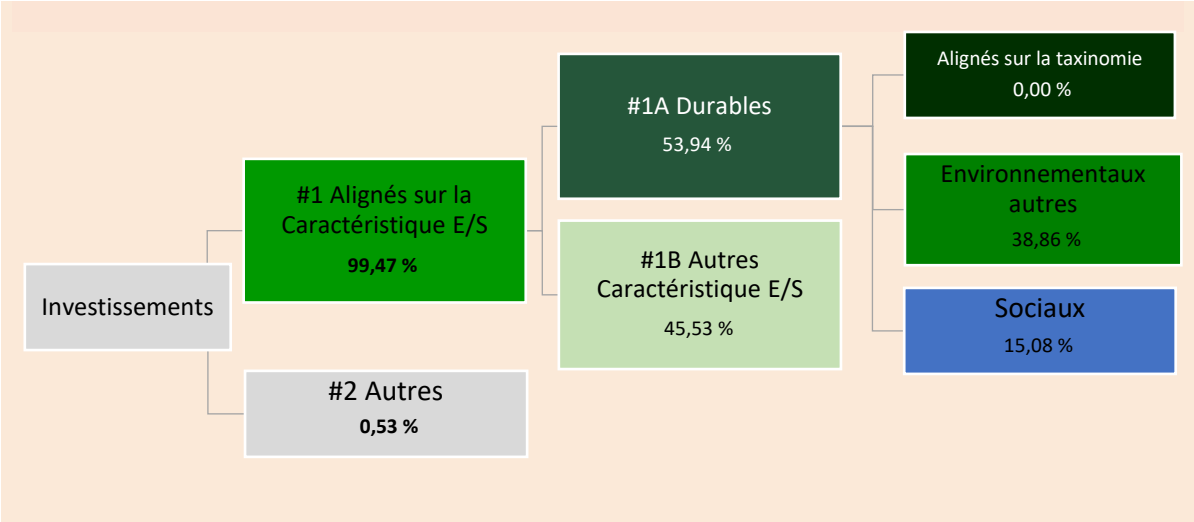 Investissements
#1 Alignés sur la
Caractéristique E/S
99,47 %
#2 Autres
0,53 %
#1A Durables
53,94 %
#1B Autres
Caractéristique E/S
45,53 %
Alignés sur la taxinomie
0,00 %
Environnementaux
autres
38,86 %
Sociaux
15,08 %